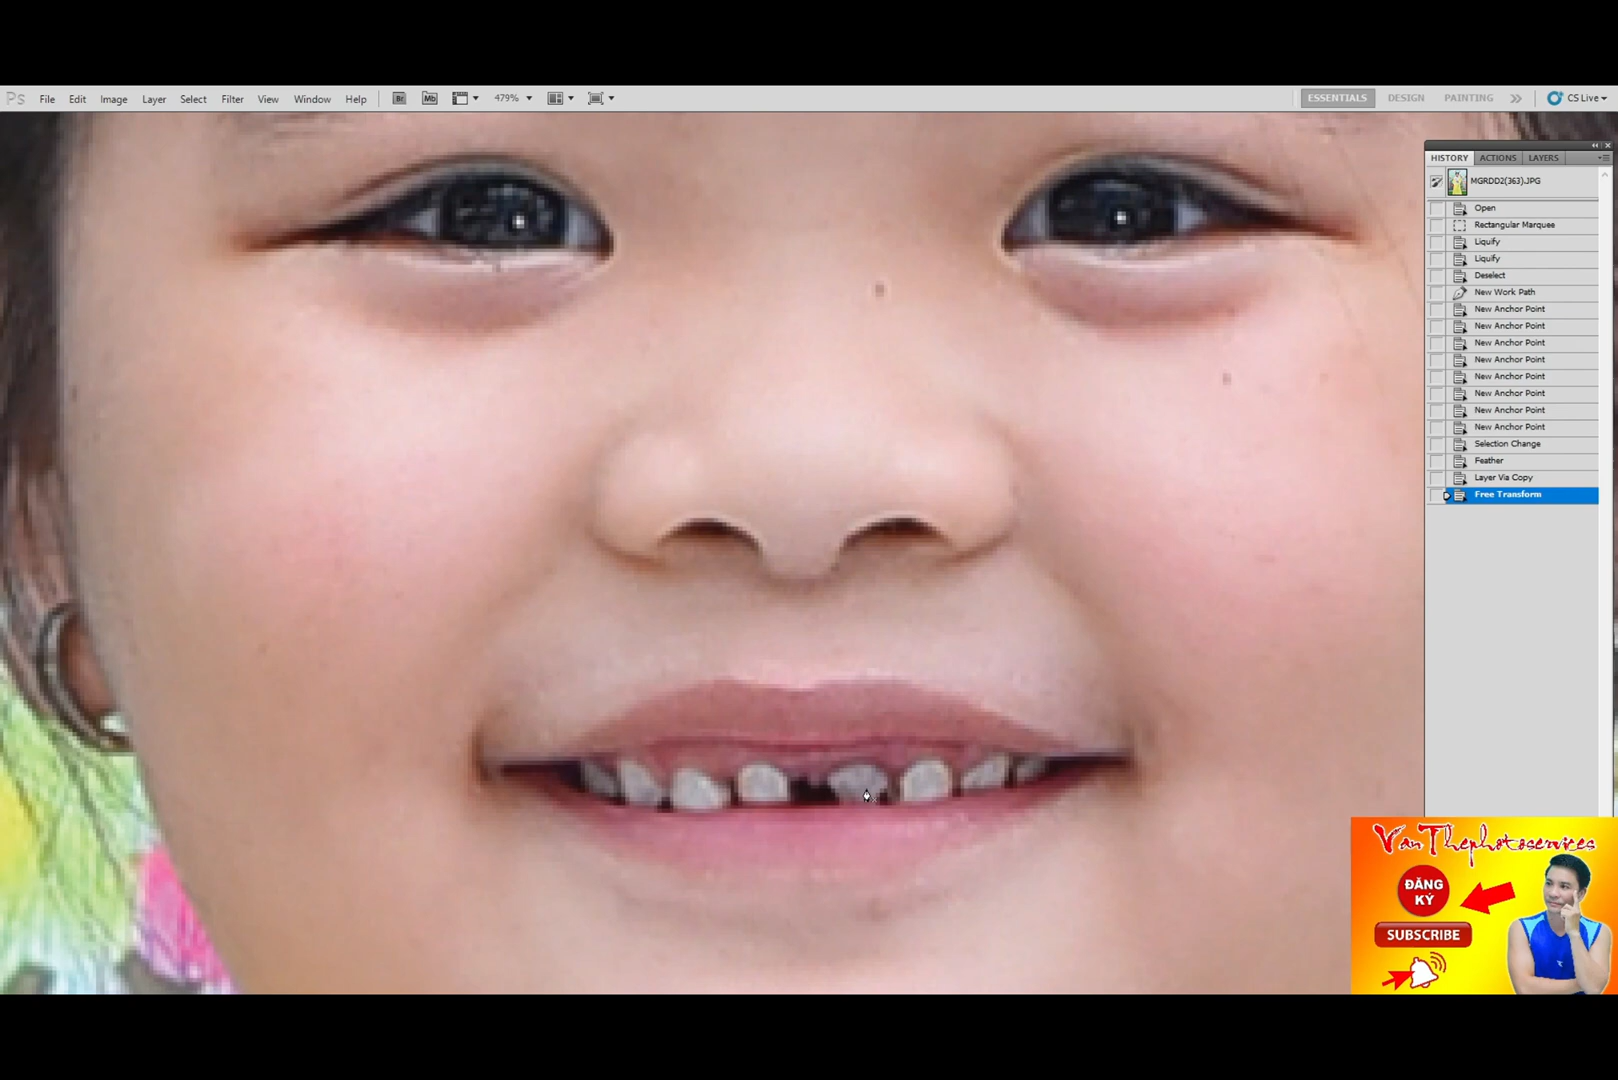 Ps File Edit Image Layer Select Filter View Window Help Br Mb 479% ESSENTIALS DESIGN PAINTING CS Live
HISTORY ACTIONS LAYERS
MGRDD2(363).JPG
Open
Rectangular Marquee
Liquify
Liquify
Deselect
New Work Path
New Anchor Point
New Anchor Point
New Anchor Point
New Anchor Point
New Anchor Point
New Anchor Point
New Anchor Point
New Anchor Point
Selection Change
Feather
Layer Via Copy
Free Transform
Van Thephotoservices
ĐĂNG
KÝ
SUBSCRIBE